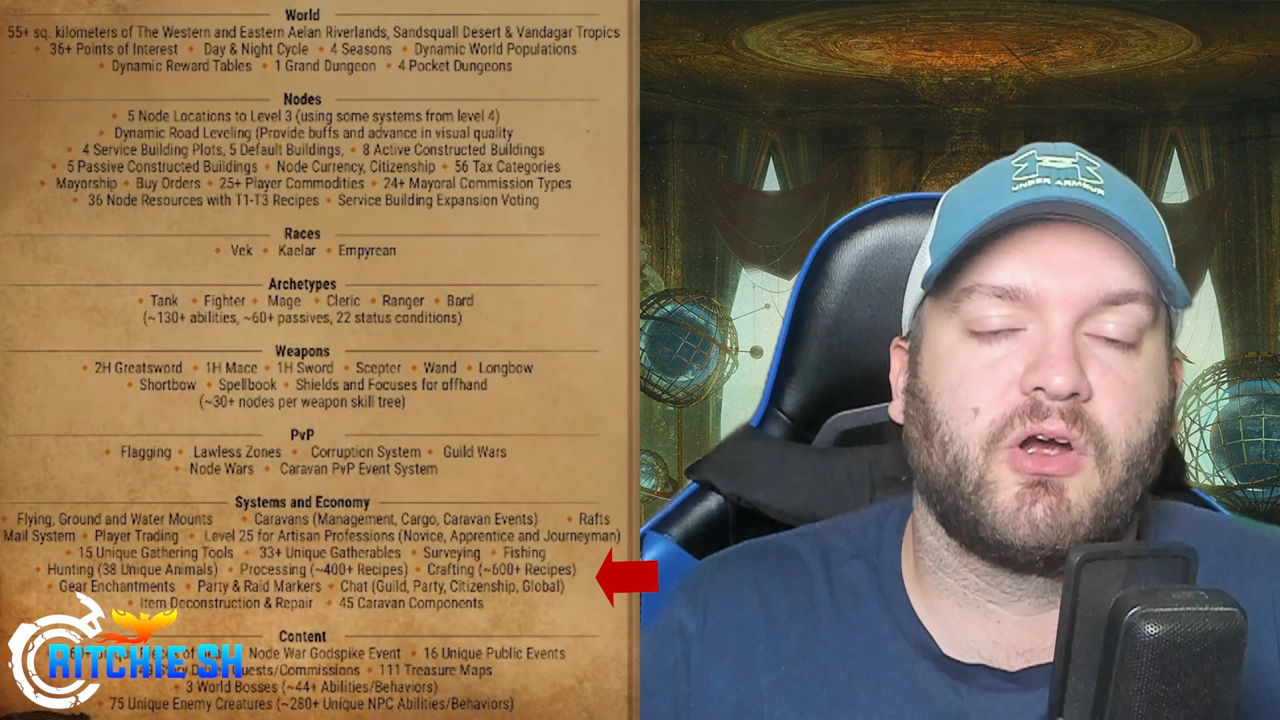 World
55+ sq. kilometers of The Western and Eastern Aelan Riverlands, Sandsquall Desert & Vandagar Tropics
36+ Points of Interest • Day & Night Cycle • 4 Seasons • Dynamic World Populations
Dynamic Reward Tables • 1 Grand Dungeon • 4 Pocket Dungeons
Nodes
• 5 Node Locations to Level 3 (using some systems from level 4)
Dynamic Road Leveling (Provide buffs and advance in visual quality
• 4 Service Building Plots, 5 Default Buildings, • 8 Active Constructed Buildings
• 5 Passive Constructed Buildings • Node Currency, Citizenship • 56 Tax Categories
Mayorship • Buy Orders • 25+ Player Commodities • 24+ Mayoral Commission Types
• 36 Node Resources with T1-T3 Recipes • Service Building Expansion Voting
Races
• Vek • Kaelar • Empyrean
Archetypes
• Tank • Fighter • Mage • Cleric • Ranger • Bard
(~130+ abilities, ~60+ passives, 22 status conditions)
Weapons
• 2H Greatsword • 1H Mace • 1H Sword • Scepter • Wand • Longbow
• Shortbow • Spellbook • Shields and Focuses for offhand
(~30+ nodes per weapon skill tree)
PvP
• Flagging • Lawless Zones • Corruption System • Guild Wars
• Node Wars • Caravan PvP Event System
Systems and Economy
• Flying, Ground and Water Mounts • Caravans (Management, Cargo, Caravan Events) • Rafts
Mail System • Player Trading • Level 25 for Artisan Professions (Novice, Apprentice and Journeyman)
• 15 Unique Gathering Tools • 33+ Unique Gatherables • Surveying • Fishing
• Hunting (38 Unique Animals) • Processing (~400+ Recipes) • Crafting (~600+ Recipes)
Gear Enchantments • Party & Raid Markers • Chat (Guild, Party, Citizenship, Global)
Item Deconstruction & Repair • 45 Caravan Components
Content
of Node War Godspike Event • 16 Unique Public Events
/Commissions • 111 Treasure Maps
3 World Bosses (~44+ Abilities/Behaviors)
• 75 Unique Enemy Creatures (~280+ Unique NPC Abilities/Behaviors)
RITCHIE SH
UNDER ARMOUR